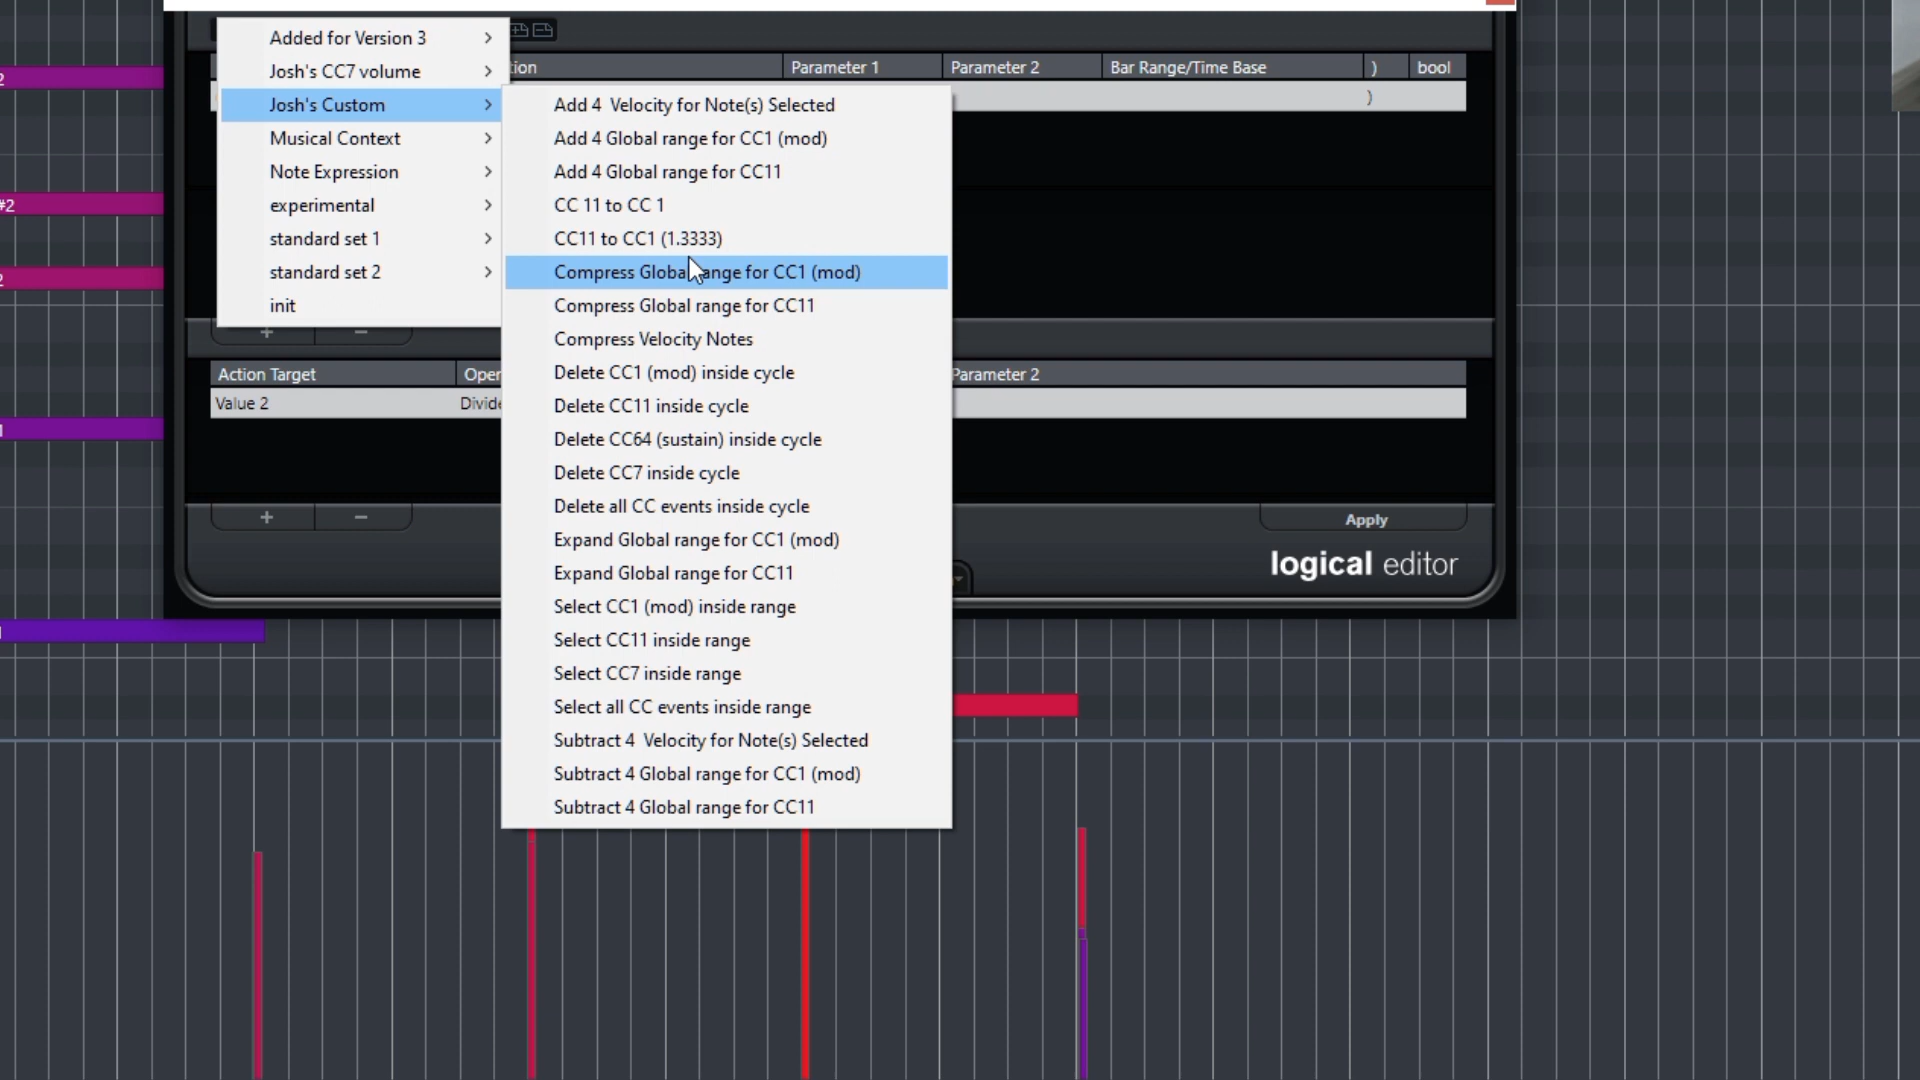 Added for Version 3
Josh's CC7 volume
Josh's Custom
Musical Context
Note Expression
experimental
standard set 1
standard set 2
init
Parameter 1 Parameter 2 Bar Range/Time Base ) bool
)
Add 4  Velocity for Note(s) Selected
Add 4 Global range for CC1 (mod)
Add 4 Global range for CC11
CC 11 to CC 1
CC11 to CC1 (1.3333)
Compress Global range for CC1 (mod)
Compress Global range for CC11
Compress Velocity Notes
Delete CC1 (mod) inside cycle
Delete CC11 inside cycle
Delete CC64 (sustain) inside cycle
Delete CC7 inside cycle
Delete all CC events inside cycle
Expand Global range for CC1 (mod)
Expand Global range for CC11
Select CC1 (mod) inside range
Select CC11 inside range
Select CC7 inside range
Select all CC events inside range
Subtract 4  Velocity for Note(s) Selected
Subtract 4 Global range for CC1 (mod)
Subtract 4 Global range for CC11
+ −
Action Target Parameter 2
Value 2
+ −
Apply
logical editor
#2